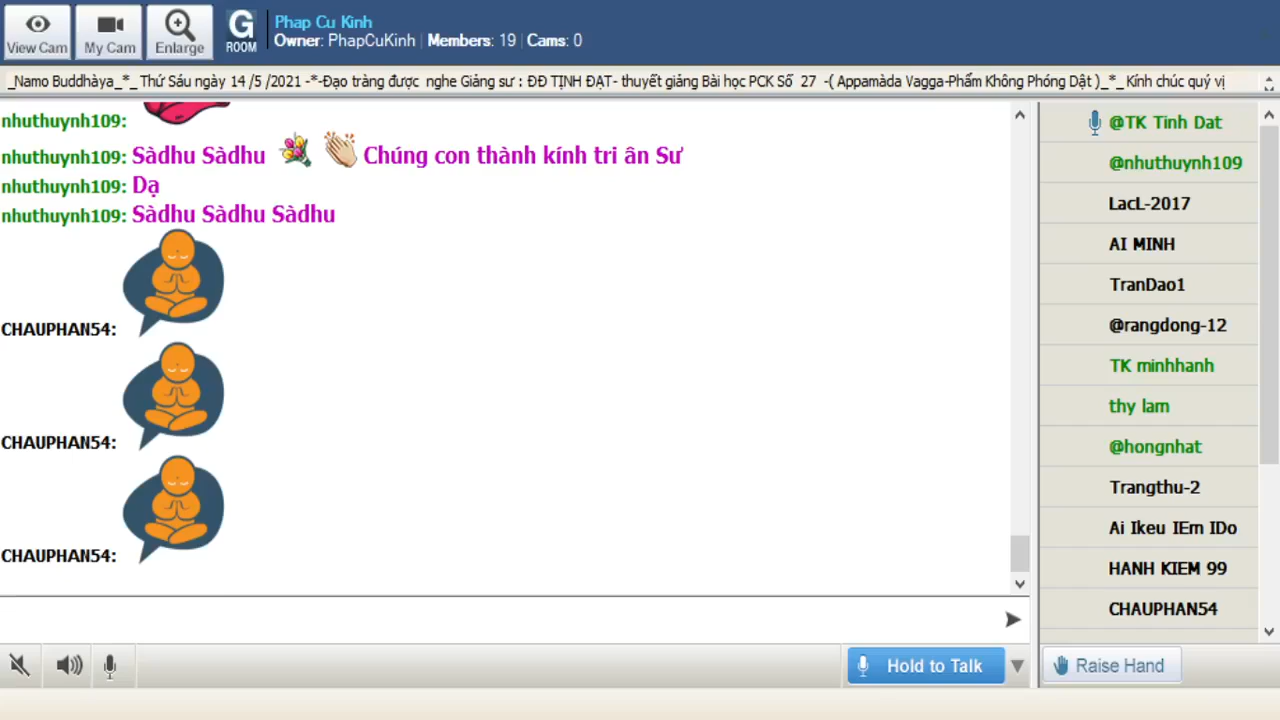 View Cam
My Cam
Enlarge
G
ROOM
Phap Cu Kinh
Owner: PhapCuKinh | Members: 19 | Cams: 0
_Namo Buddhàya_*_ Thứ Sáu ngày 14 /5 /2021 -*-Đạo tràng được nghe Giảng sư : ĐĐ TỊNH ĐẠT- thuyết giảng Bài học PCK Số 27 -( Appamàda Vagga-Phẩm Không Phóng Dật )_*_Kính chúc quý vị
nhuthuynh109:
nhuthuynh109: Sàdhu Sàdhu Chúng con thành kính tri ân Sư
nhuthuynh109: Dạ
nhuthuynh109: Sàdhu Sàdhu Sàdhu
CHAUPHAN54:
CHAUPHAN54:
CHAUPHAN54:
Hold to Talk
@TK Tinh Dat
@nhuthuynh109
LacL-2017
AI MINH
TranDao1
@rangdong-12
TK minhhanh
thy lam
@hongnhat
Trangthu-2
Ai Ikeu IEm IDo
HANH KIEM 99
CHAUPHAN54
Raise Hand